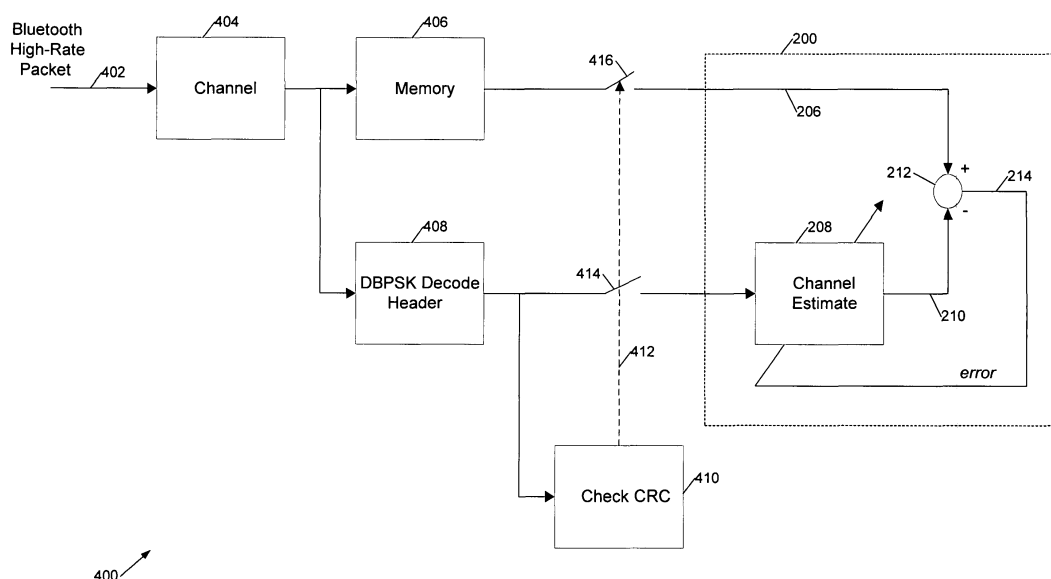 Bluetooth
High-Rate
Packet
402
404
Channel
406
Memory
416
200
206
212
+
-
214
408
DBPSK Decode
Header
414
208
Channel
Estimate
210
412
error
Check CRC
410
400